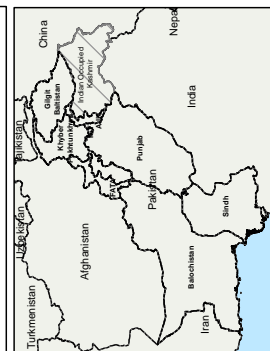 China
Nepal
Tajikistan
Gilgit
Baltistan
Indian Occupied
Kashmir
Khyber
Pakhtunkhwa
Uzbekistan
FATA
Punjab
India
Turkmenistan
Afghanistan
Pakistan
Sindh
Balochistan
Iran